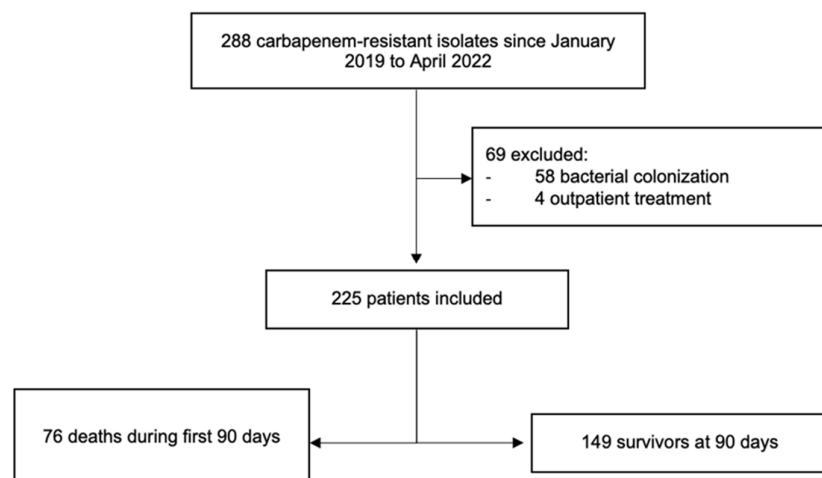 288 carbapenem-resistant isolates since January
2019 to April 2022
69 excluded:
- 58 bacterial colonization
- 4 outpatient treatment
225 patients included
76 deaths during first 90 days
149 survivors at 90 days